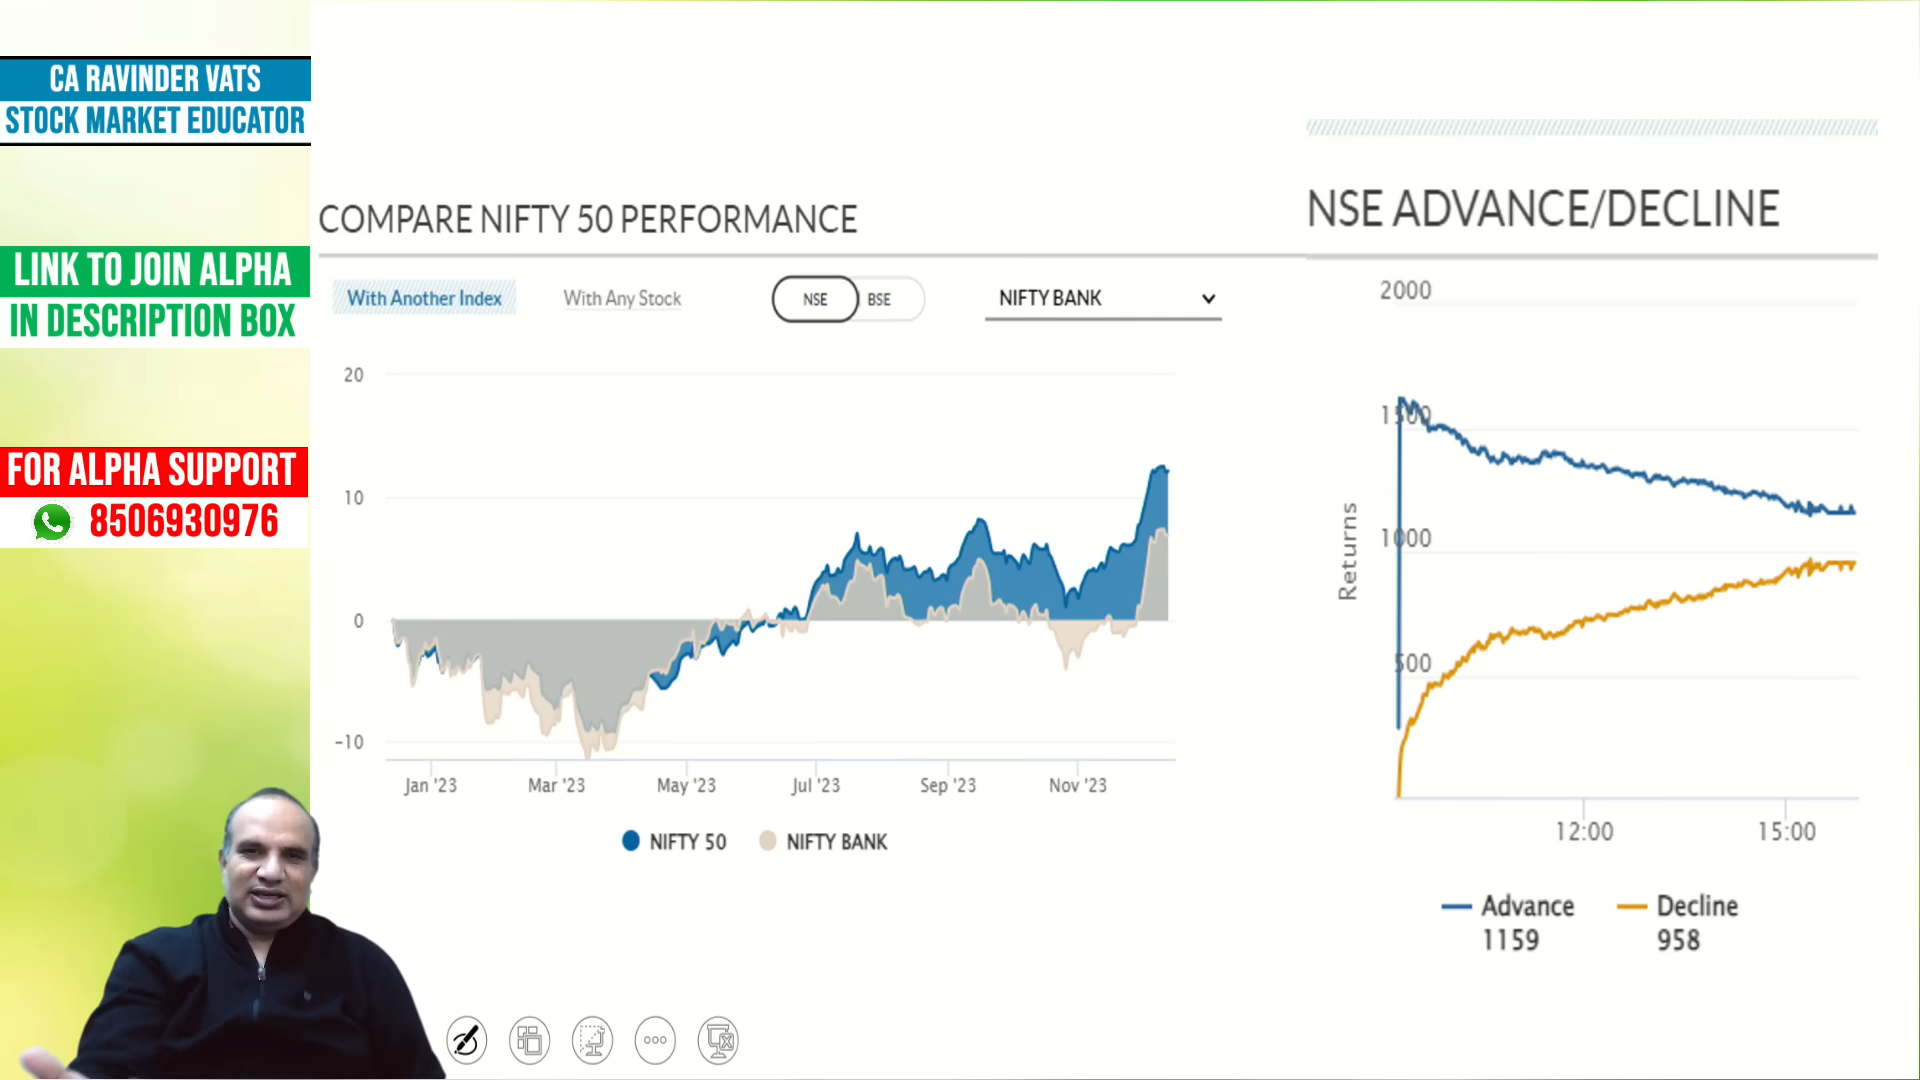 CA RAVINDER VATS
STOCK MARKET EDUCATOR
LINK TO JOIN ALPHA
IN DESCRIPTION BOX
FOR ALPHA SUPPORT
8506930976
COMPARE NIFTY 50 PERFORMANCE
With Another Index
With Any Stock
NSE
BSE
NIFTY BANK
20
10
0
-10
Jan '23
Mar '23
May '23
Jul '23
Sep '23
Nov '23
NIFTY 50
NIFTY BANK
NSE ADVANCE/DECLINE
2000
1500
1000
500
Returns
12:00
15:00
Advance
1159
Decline
958